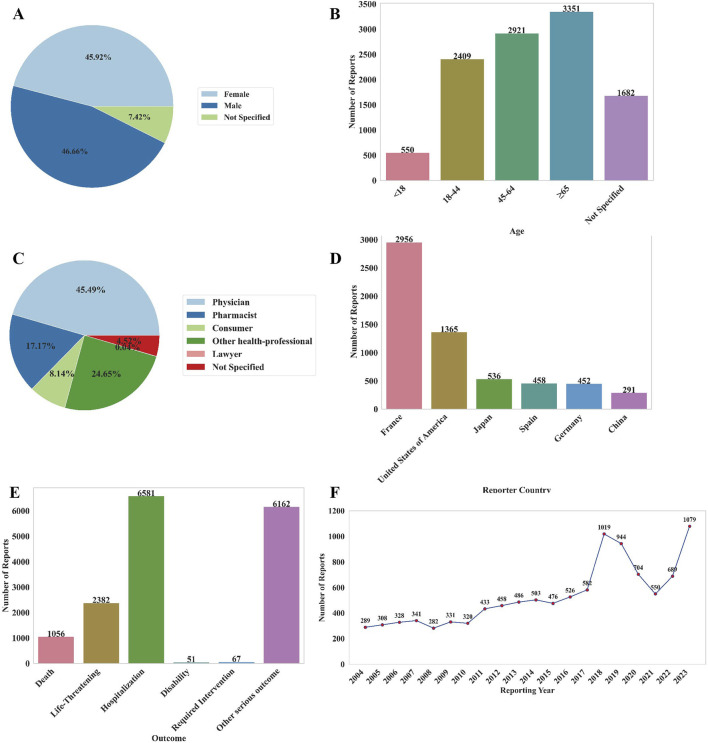 A
45.92%
7.42%
46.66%
Female
Male
Not Specified
B
Number of Reports
3500
3000
2500
2000
1500
1000
500
0
550
2409
2921
3351
1682
<18
18-44
45-64
≥65
Not Specified
Age
C
45.49%
17.17%
8.14%
24.65%
0.04%
4.52%
Physician
Pharmacist
Consumer
Other health-professional
Lawyer
Not Specified
D
Number of Reports
3000
2500
2000
1500
1000
500
0
2956
1365
536
458
452
291
France
United States of America
Japan
Spain
Germany
China
Reporter Country
E
Number of Reports
6000
5000
4000
3000
2000
1000
0
1056
2382
6581
51
67
6162
Death
Life-Threatening
Hospitalization
Disability
Required Intervention
Other serious outcome
Outcome
F
Number of Reports
1200
1000
800
600
400
200
0
289
308
328
341
282
331
320
433
458
486
503
476
526
582
1019
944
704
550
689
1079
2004
2005
2006
2007
2008
2009
2010
2011
2012
2013
2014
2015
2016
2017
2018
2019
2020
2021
2022
2023
Reporting Year